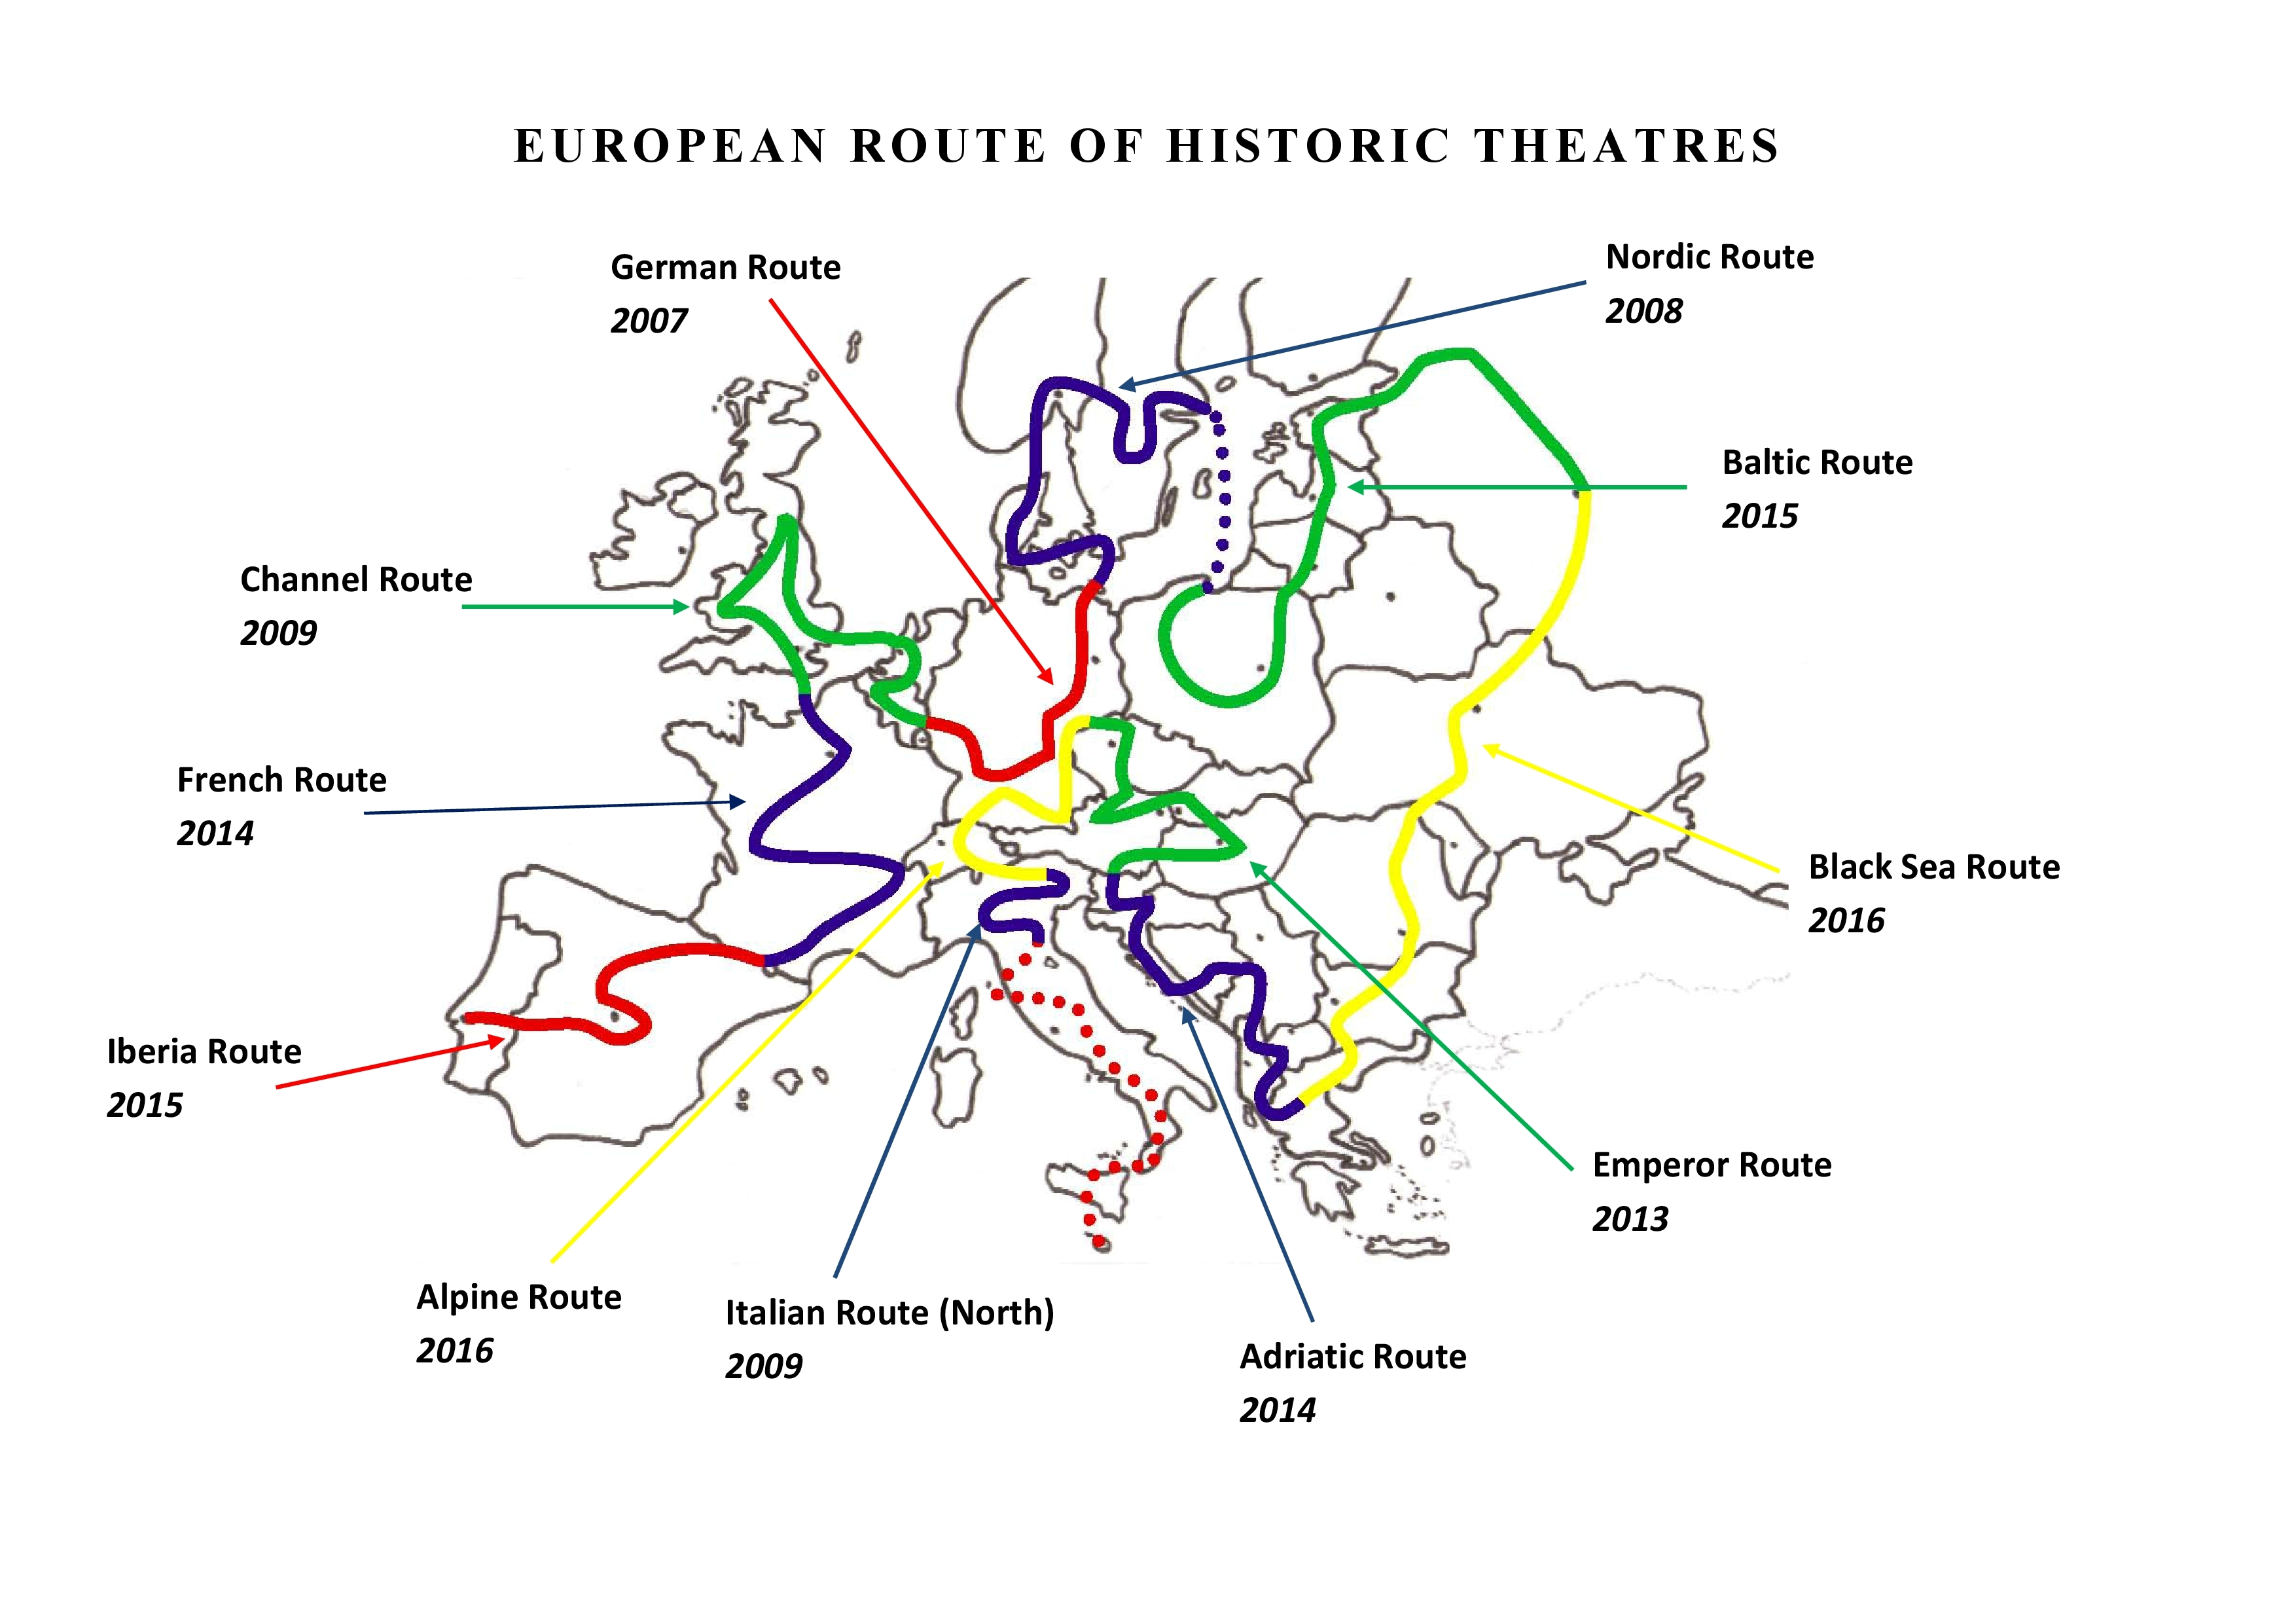 EUROPEAN ROUTE OF HISTORIC THEATRES
German Route
2007
Nordic Route
2008
Baltic Route
2015
Channel Route
2009
French Route
2014
Black Sea Route
2016
Iberia Route
2015
Emperor Route
2013
Alpine Route
2016
Italian Route (North)
2009
Adriatic Route
2014